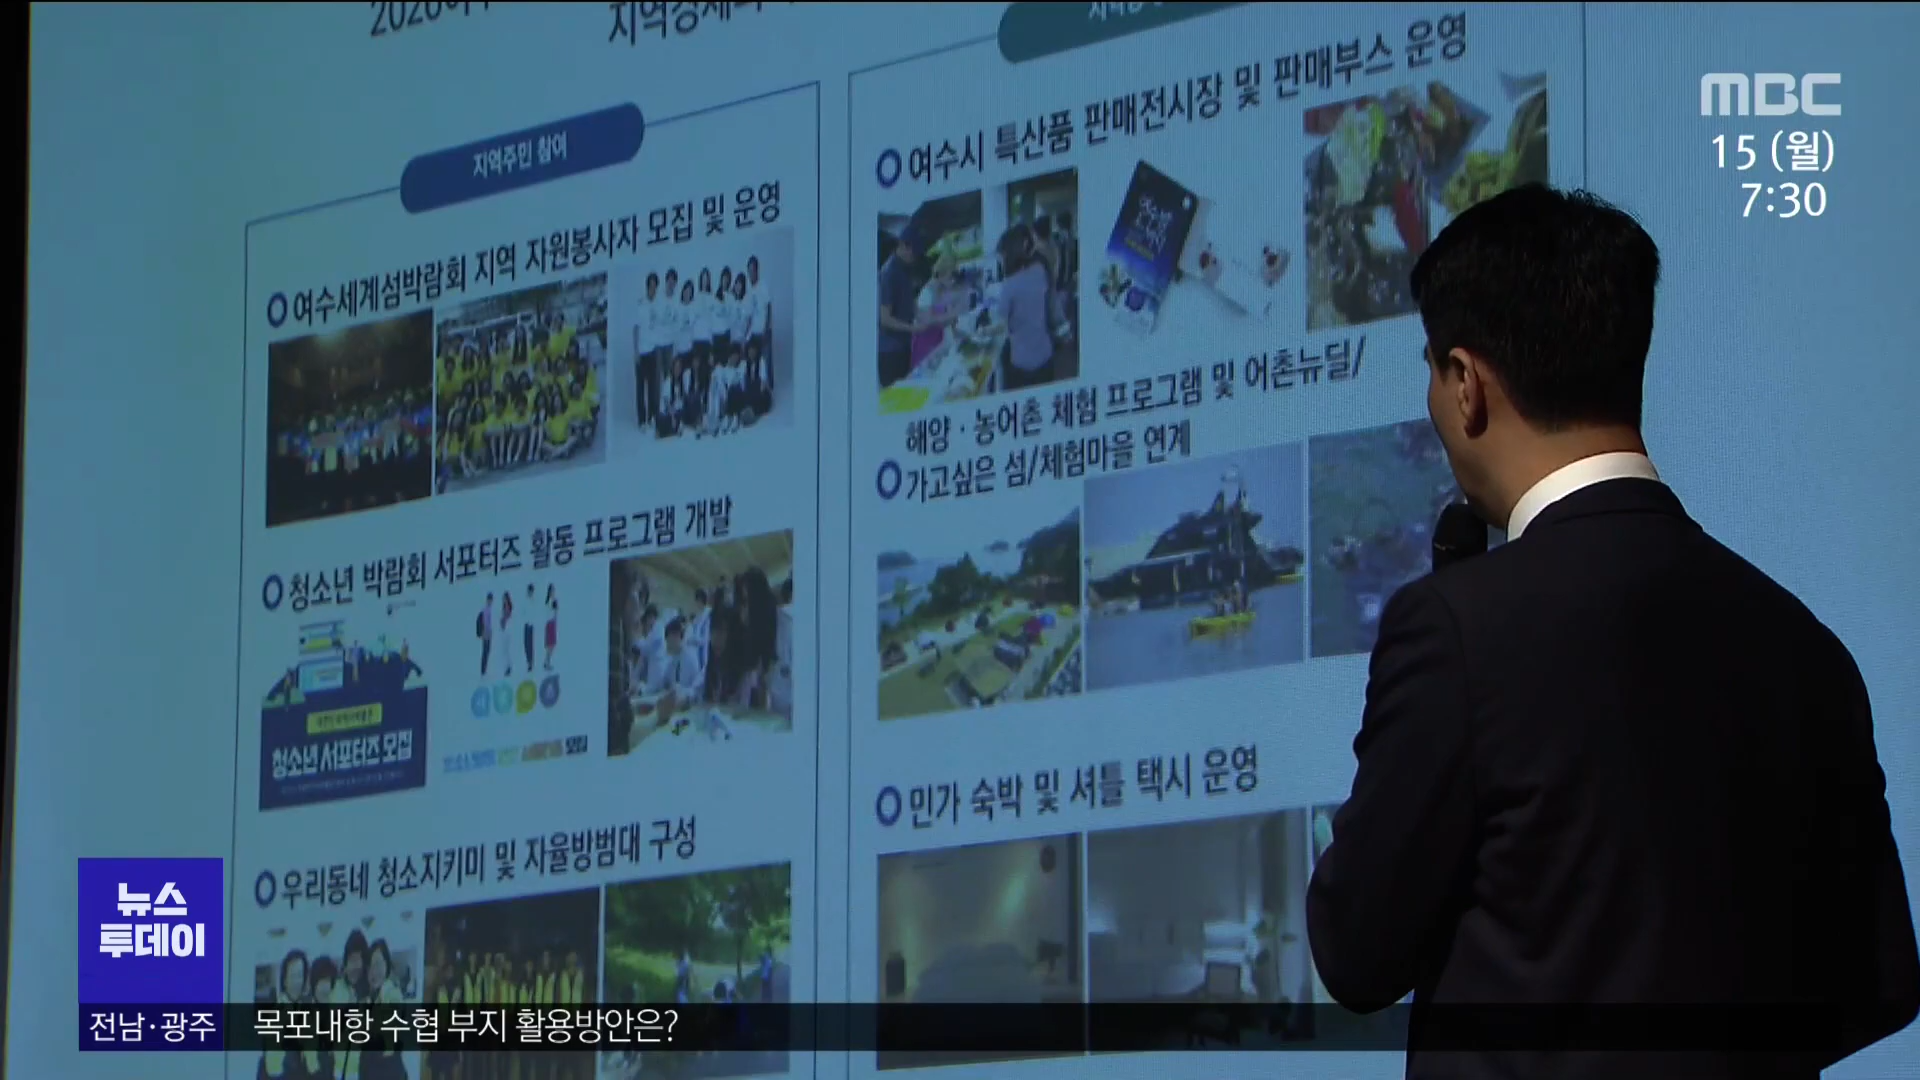 MBC
15 (월)
7:30
지역주민 참여
여수세계섬박람회 지역 자원봉사자 모집 및 운영
청소년 박람회 서포터즈 활동 프로그램 개발
청소년 서포터즈 모집
모집
우리동네 청소지키미 및 자율방범대 구성
여수시 특산품 판매전시장 및 판매부스 운영
해양·농어촌 체험 프로그램 및 어촌뉴딜/
가고싶은 섬/체험마을 연계
민가 숙박 및 셔틀 택시 운영
뉴스
투데이
전남·광주
목포내항 수협 부지 활용방안은?